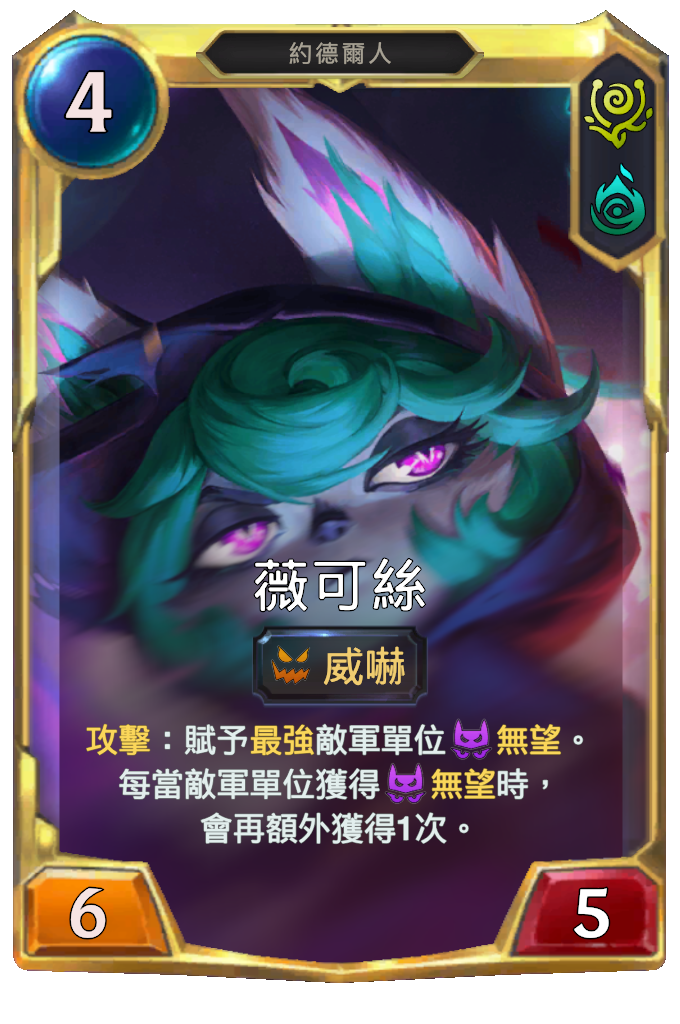 約德爾人
4
薇可絲
威嚇
攻擊：賦予最強敵軍單位無望。
每當敵軍單位獲得無望時，
會再額外獲得1次。
6
5